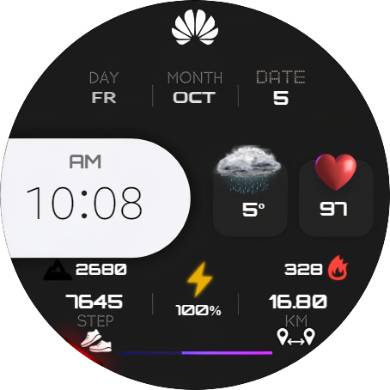 DAY MONTH DATE
FR OCT 5
AM
10:08
5°
97
2680
328
7645
100%
16.80
STEP
KM